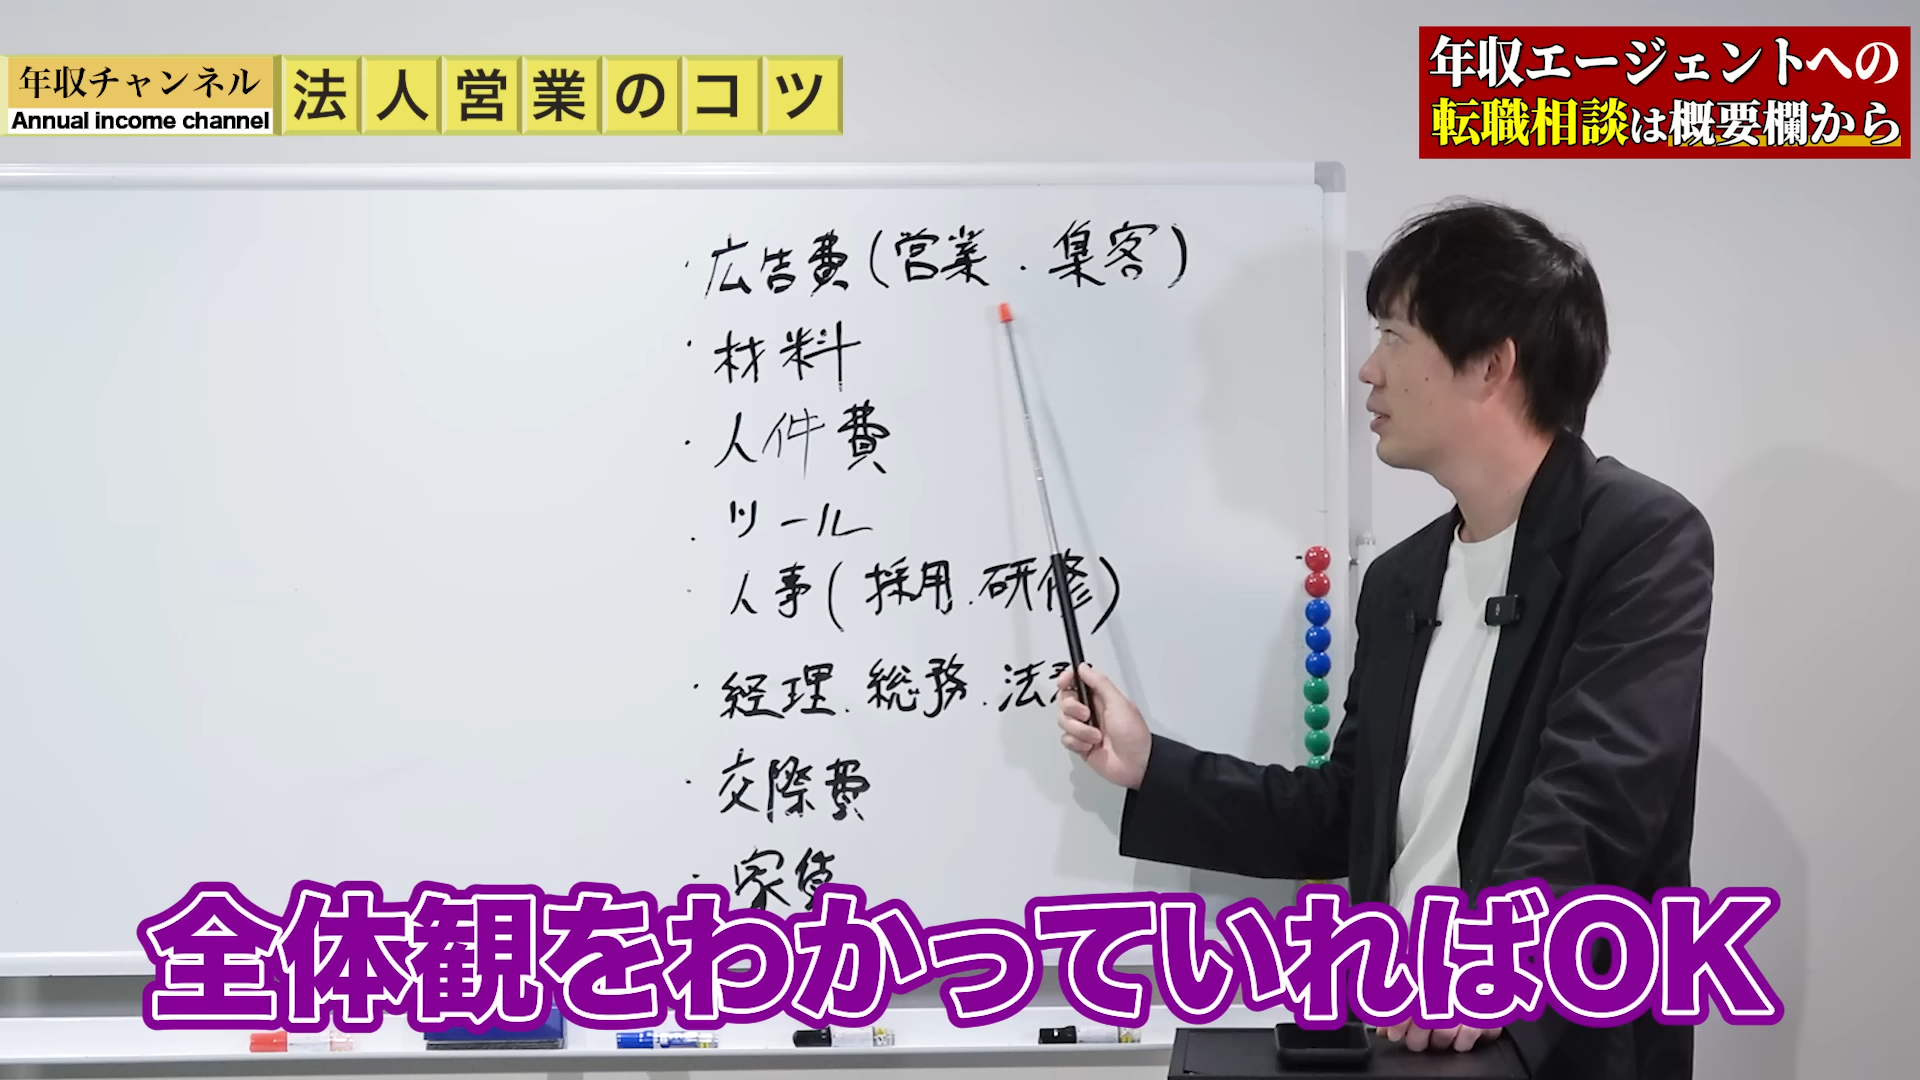 年収チャンネル
Annual income channel
法人営業のコツ
年収エージェントへの
転職相談は概要欄から
・広告費(営業・集客)
・材料
・人件費
・ツール
・人事(採用・研修)
・経理・総務・法
・交際費
・家賃
全体観をわかっていればOK